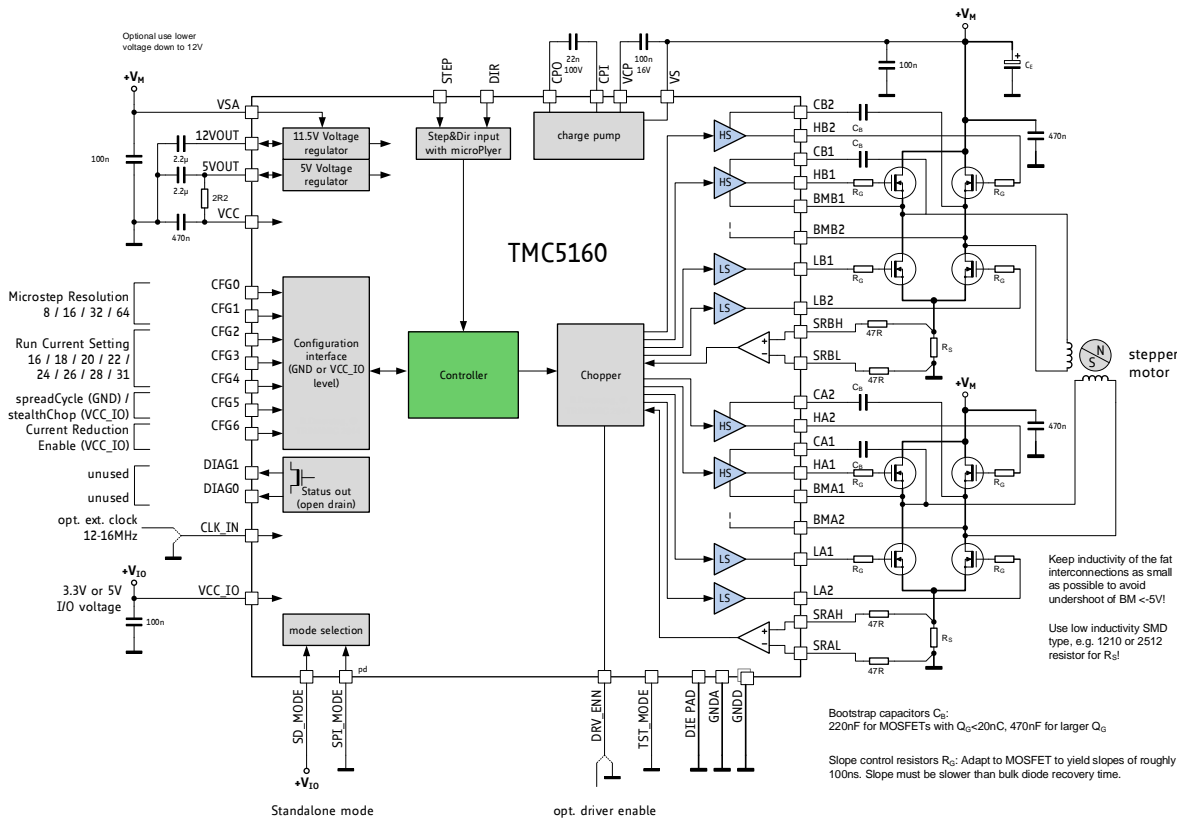 Optional use lower
voltage down to 12V
+VM
VSA
12VOUT
5VOUT
VCC
100n
2.2µ
2.2µ
2R2
470n
11.5V Voltage
regulator
5V Voltage
regulator
STEP
DIR
Step&Dir input
with microPlyer
CPO
CPI
VCP
VS
22n
100V
100n
16V
charge pump
+VM
100n
CE
470n
TMC5160
HS
HS
LS
LS
CB2
HB2
CB1
HB1
BMB1
BMB2
LB1
LB2
SRBH
SRBL
CB
CB
RG
RG
RG
RG
47R
47R
RS
N
S
stepper
motor
Microstep Resolution
8 / 16 / 32 / 64
Run Current Setting
16 / 18 / 20 / 22 /
24 / 26 / 28 / 31
spreadCycle (GND) /
stealthChop (VCC_IO)
Current Reduction
Enable (VCC_IO)
unused
unused
opt. ext. clock
12-16MHz
CFG0
CFG1
CFG2
CFG3
CFG4
CFG5
CFG6
DIAG1
DIAG0
CLK_IN
Configuration
interface
(GND or VCC_IO
level)
Status out
(open drain)
Controller
Chopper
+
−
+VM
470n
HS
HS
LS
LS
CA2
HA2
CA1
HA1
BMA1
BMA2
LA1
LA2
SRAH
SRAL
CB
CB
RG
RG
RG
RG
47R
47R
RS
+
−
+VIO
3.3V or 5V
I/O voltage
VCC_IO
100n
mode selection
pd
SD_MODE
SPI_MODE
DRV_ENN
TST_MODE
DIE PAD
GNDA
GNDD
+VIO
Standalone mode
opt. driver enable
Keep inductivity of the fat
interconnections as small
as possible to avoid
undershoot of BM <-5V!
Use low inductivity SMD
type, e.g. 1210 or 2512
resistor for RS!
Bootstrap capacitors CB:
220nF for MOSFETs with QG<20nC, 470nF for larger QG
Slope control resistors RG: Adapt to MOSFET to yield slopes of roughly
100ns. Slope must be slower than bulk diode recovery time.